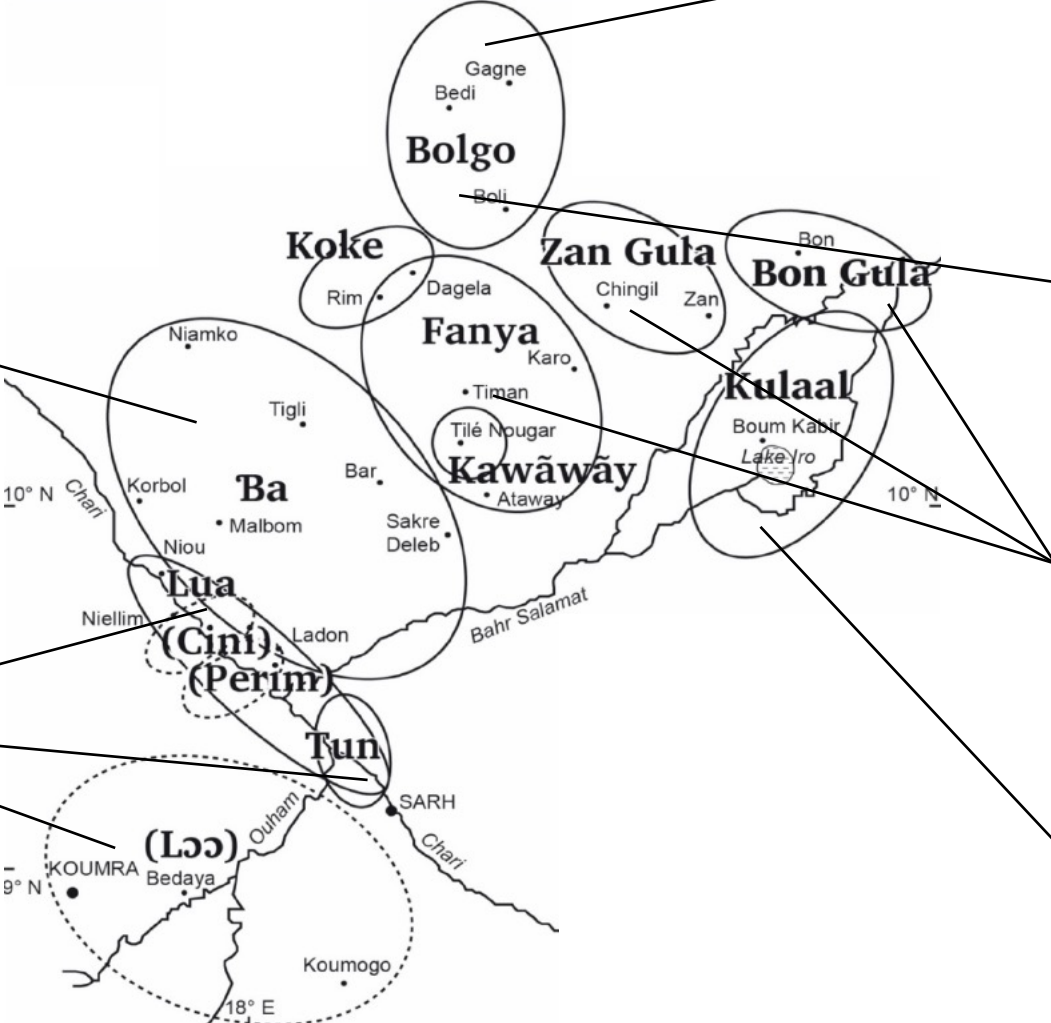 Gagne
Bedi
Bolgo
Boli
Koke
Zan Gula
Bon
Bon Gula
Rim
Dagela
Chingil
Zan
Fanya
Niamko
Karo
Kulaal
Timan
Tigli
Boum Kabir
Tilé Nougar
Lake Iro
Bar
Kawãwãy
Korbol
Ɓa
Ataway
10° N
Chari
10° N
Malbom
Sakre
Deleb
Niou
Lua
Niellim
Bahr Salamat
(Cini)
Ladon
(Perim)
Tun
SARH
Ouham
Chari
(Lɔɔ)
KOUMRA
Bedaya
9° N
Koumogo
18° E